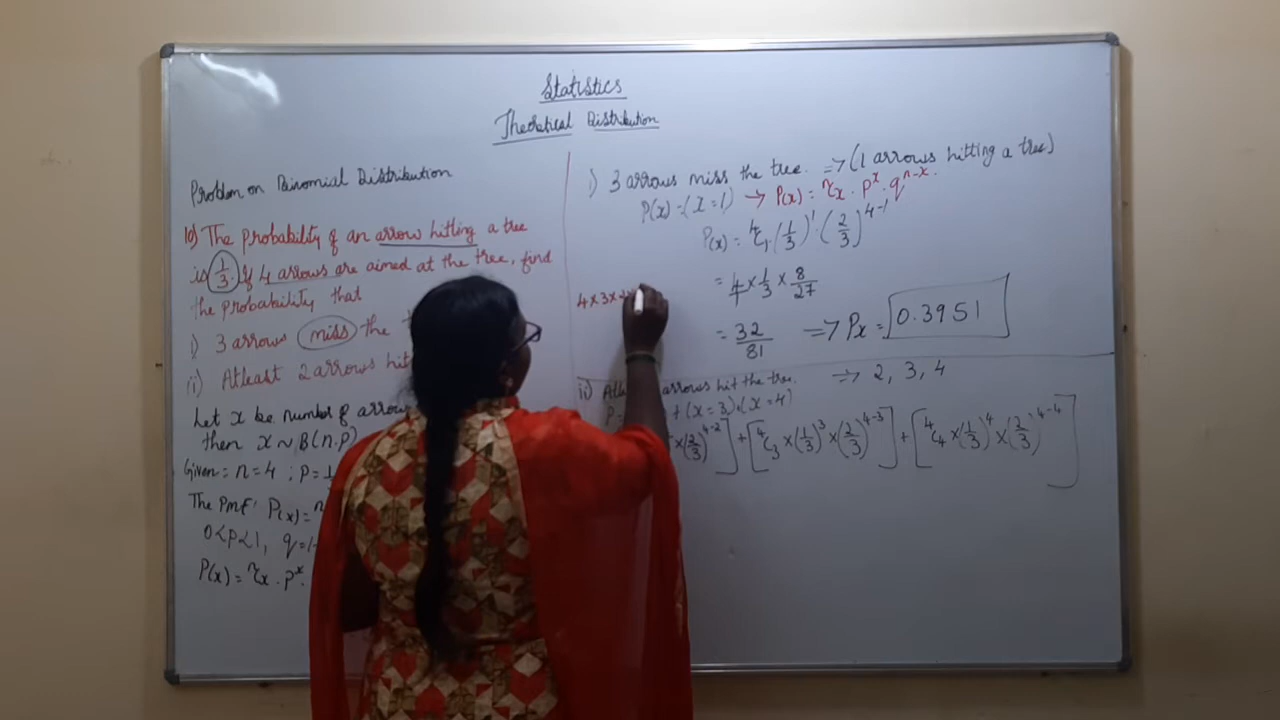 Statistics
Theoretical Distribution
Problem on Binomial Distribution
10) The probability of an arrow hitting a tree
is 1/3. If 4 arrows are aimed at the tree, find
the probability that
i) 3 arrows miss the
(ii) Atleast 2 arrows hit
Let x be number of arrows
then x ~ B(n.p)
Given = n = 4 ; P = 1/
The PMF: P(x) =
0<P<1, q = 1-
P(x) = ⁿCx . pˣ.
i) 3 arrows miss the tree. => (1 arrows hitting a tree)
P(x) = (x = 1) → P(x) = ⁿCx . pˣ . qⁿ⁻ˣ.
P(x) = ⁴C₁ . (1/3)¹ . (2/3)⁴⁻¹
= 4 × 1/3 × 8/27
4 × 3 ×
= 32/81 => Px = 0.3951
ii) arrows hit the tree. => 2, 3, 4
P = + (x = 3) + (x = 4)
× (2/3)⁴⁻² ] + [ ⁴C₃ × (1/3)³ × (2/3)⁴⁻³ ] + [ ⁴C₄ × (1/3)⁴ × (2/3)⁴⁻⁴ ]